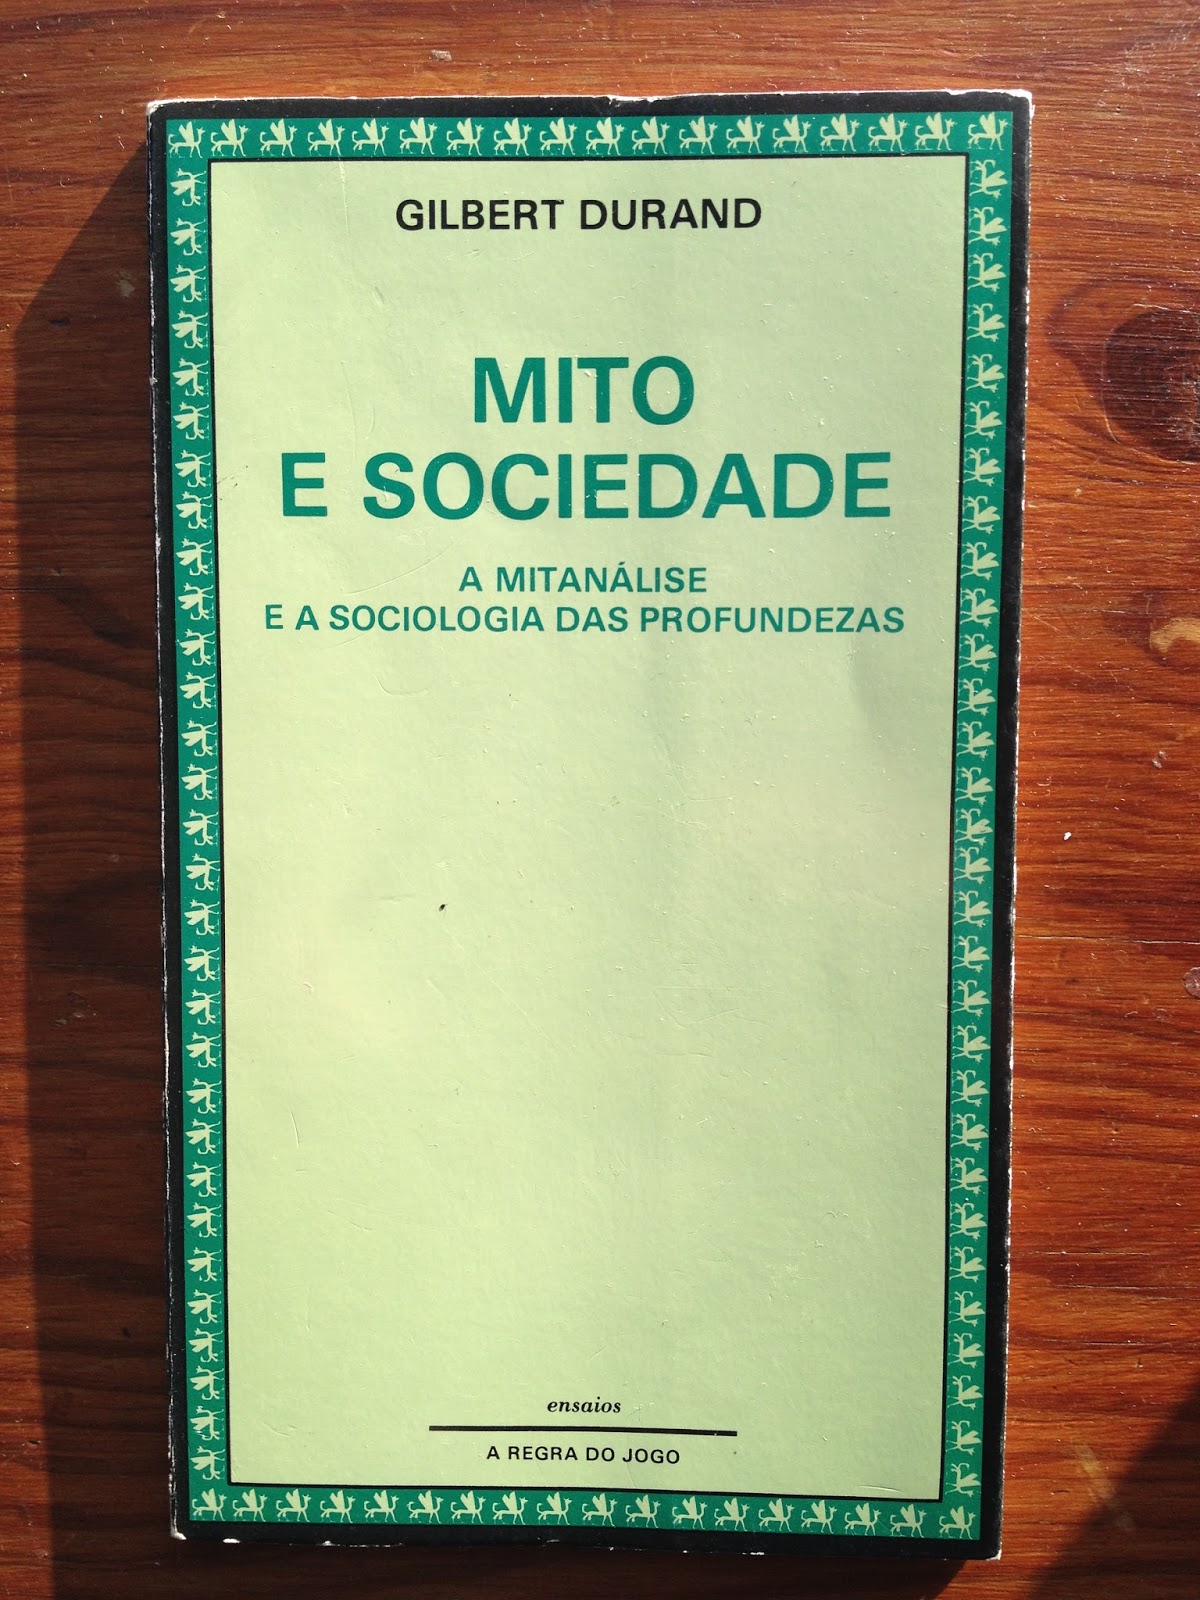 GILBERT DURAND
MITO
E SOCIEDADE
A MITANÁLISE
E A SOCIOLOGIA DAS PROFUNDEZAS
ensaios
A REGRA DO JOGO